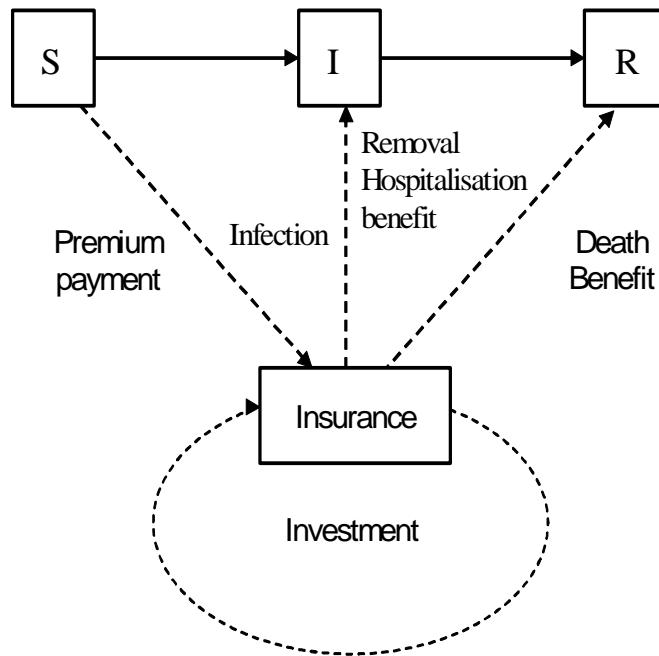 S
I
R
Removal
Hospitalisation
benefit
Infection
Premium
payment
Death
Benefit
Insurance
Investment